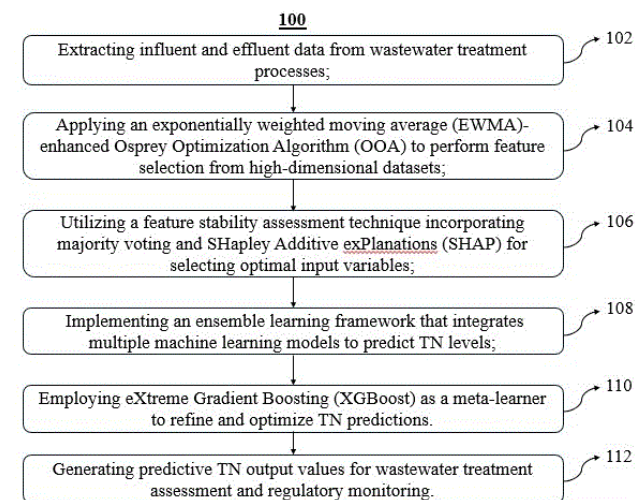 100
Extracting influent and effluent data from wastewater treatment
processes;
102
Applying an exponentially weighted moving average (EWMA)-
enhanced Osprey Optimization Algorithm (OOA) to perform feature
selection from high-dimensional datasets;
104
Utilizing a feature stability assessment technique incorporating
majority voting and SHapley Additive exPlanations (SHAP) for
selecting optimal input variables;
106
Implementing an ensemble learning framework that integrates
multiple machine learning models to predict TN levels;
108
Employing eXtreme Gradient Boosting (XGBoost) as a meta-learner
to refine and optimize TN predictions.
110
Generating predictive TN output values for wastewater treatment
assessment and regulatory monitoring.
112